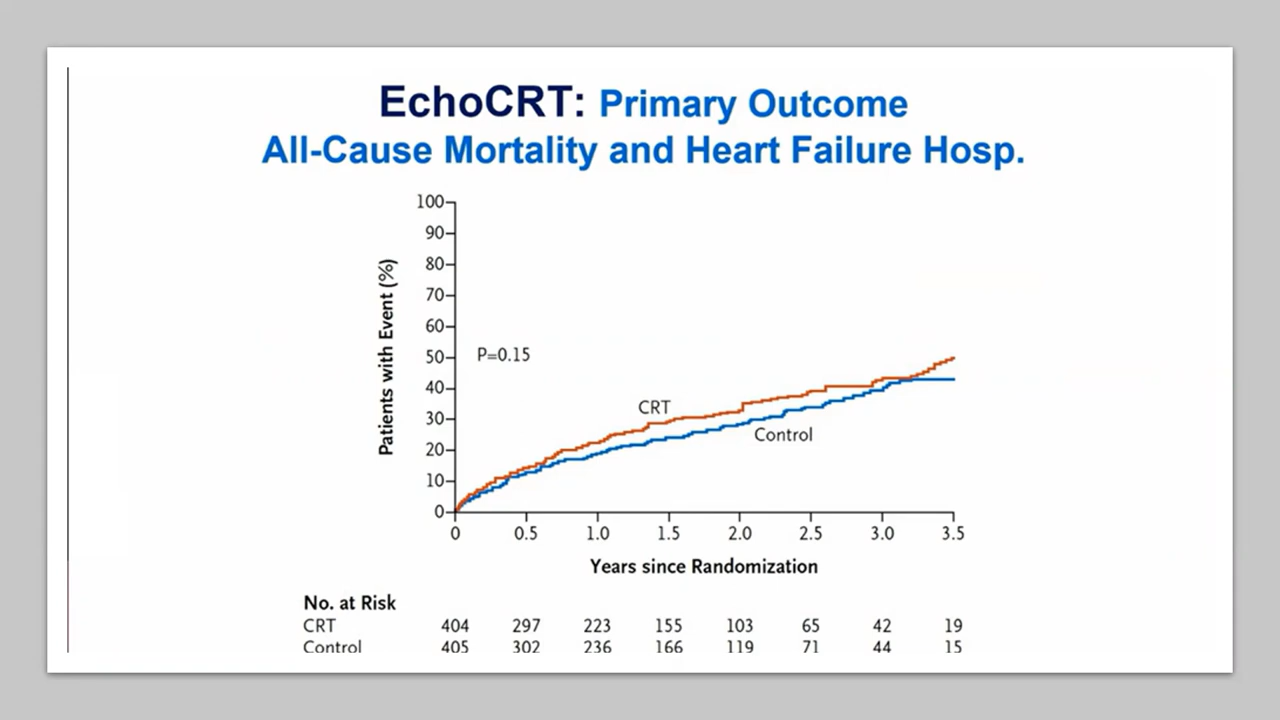 EchoCRT: Primary Outcome
All-Cause Mortality and Heart Failure Hosp.
100
90
80
70
60
50
40
30
20
10
0
Patients with Event (%)
P=0.15
CRT
Control
0 0.5 1.0 1.5 2.0 2.5 3.0 3.5
Years since Randomization
No. at Risk
CRT 404 297 223 155 103 65 42 19
Control 405 302 236 166 119 71 44 15